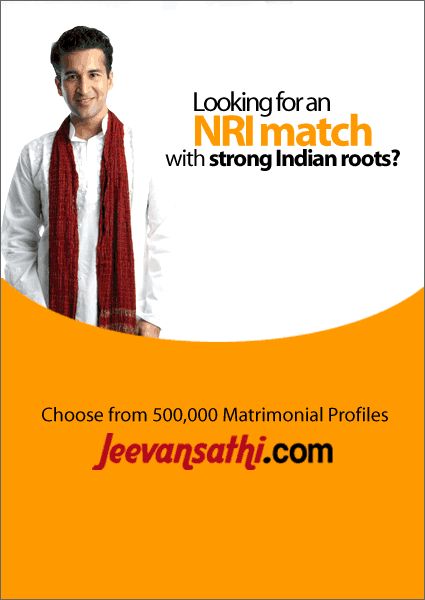 Looking for an
NRI match
with strong Indian roots?
Choose from 500,000 Matrimonial Profiles
Jeevansathi.com